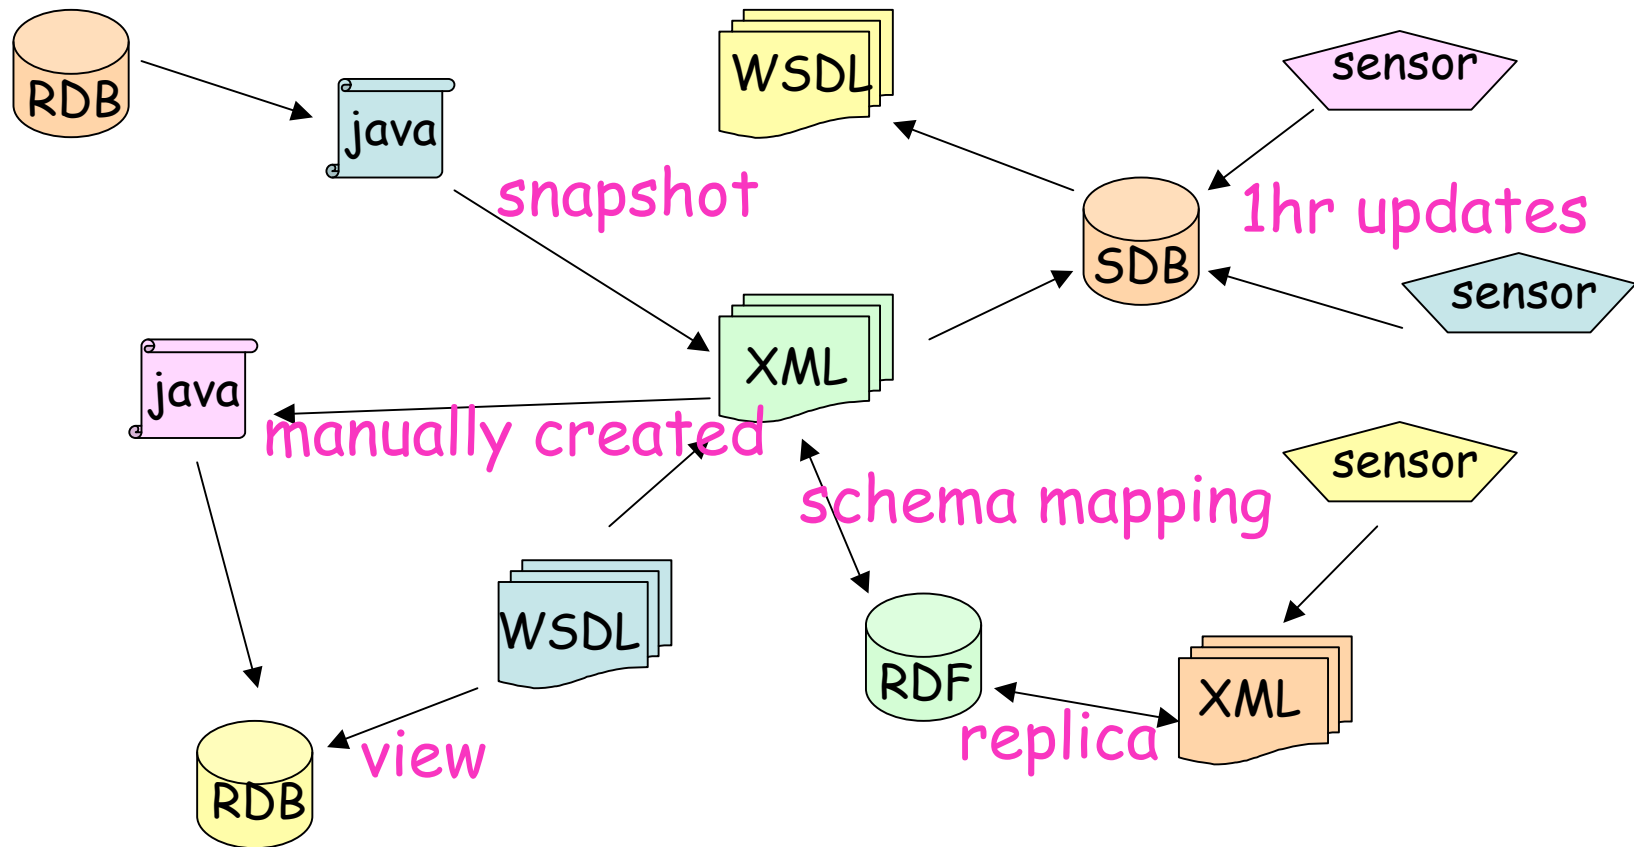 RDB
java
WSDL
sensor
snapshot
1hr updates
SDB
sensor
XML
java
manually created
sensor
schema mapping
WSDL
RDF
XML
replica
view
RDB